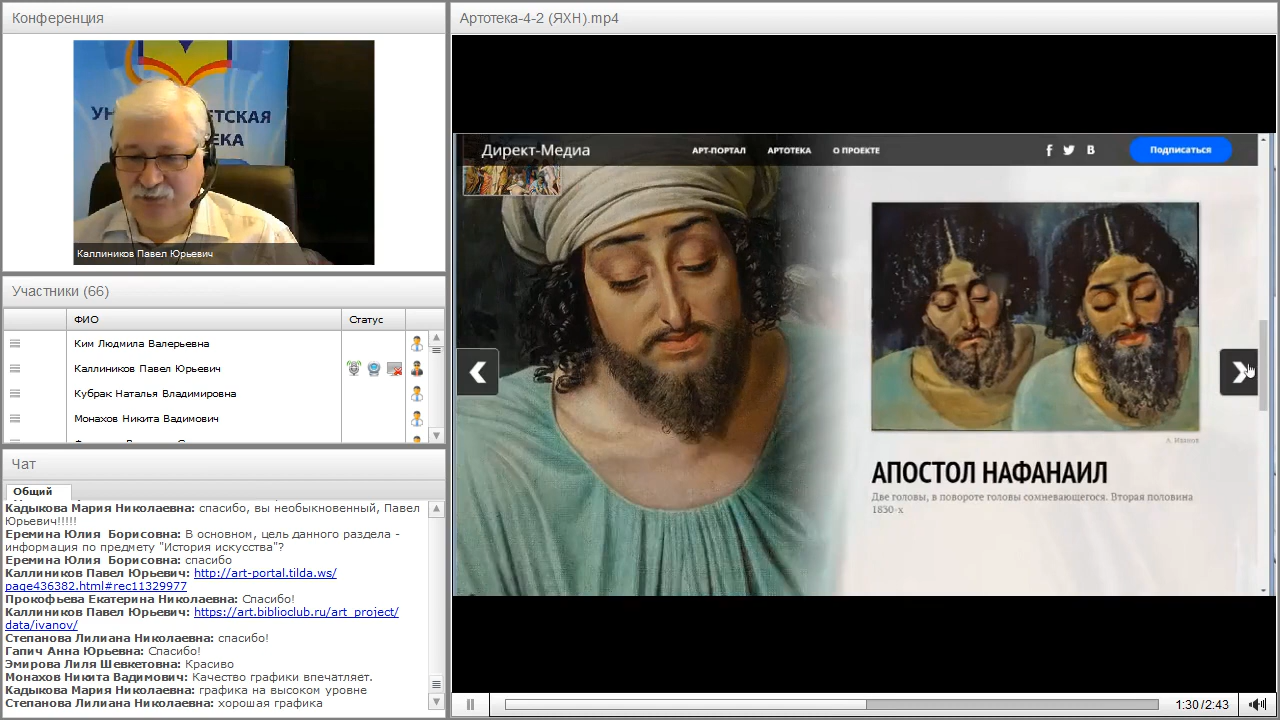 Конференция
Каллиников Павел Юрьевич
Участники (66)
ФИО
Статус
Ким Людмила Валерьевна
Каллиников Павел Юрьевич
Кубрак Наталья Владимировна
Монахов Никита Вадимович
Чат
Общий
Кадыкова Мария Николаевна: спасибо, вы необыкновенный, Павел
Юрьевич!!!!!
Еремина Юлия Борисовна: В основном, цель данного раздела -
информация по предмету "История искусства"?
Еремина Юлия Борисовна: спасибо
Каллиников Павел Юрьевич: http://art-portal.tilda.ws/
page436382.html#rec11329977
Прокофьева Екатерина Николаевна: Спасибо!
Каллиников Павел Юрьевич: https://art.biblioclub.ru/art_project/
data/ivanov/
Степанова Лилиана Николаевна: спасибо!
Гапич Анна Юрьевна: Спасибо!
Эмирова Лиля Шевкетовна: Красиво
Монахов Никита Вадимович: Качество графики впечатляет.
Кадыкова Мария Николаевна: графика на высоком уровне
Степанова Лилиана Николаевна: хорошая графика
Артотека-4-2 (ЯХН).mp4
Директ-Медиа
АРТ-ПОРТАЛ
АРТОТЕКА
О ПРОЕКТЕ
Подписаться
А. Иванов
АПОСТОЛ НАФАНАИЛ
Две головы, в повороте головы сомневающегося. Вторая половина
1830-х
1:30/2:43